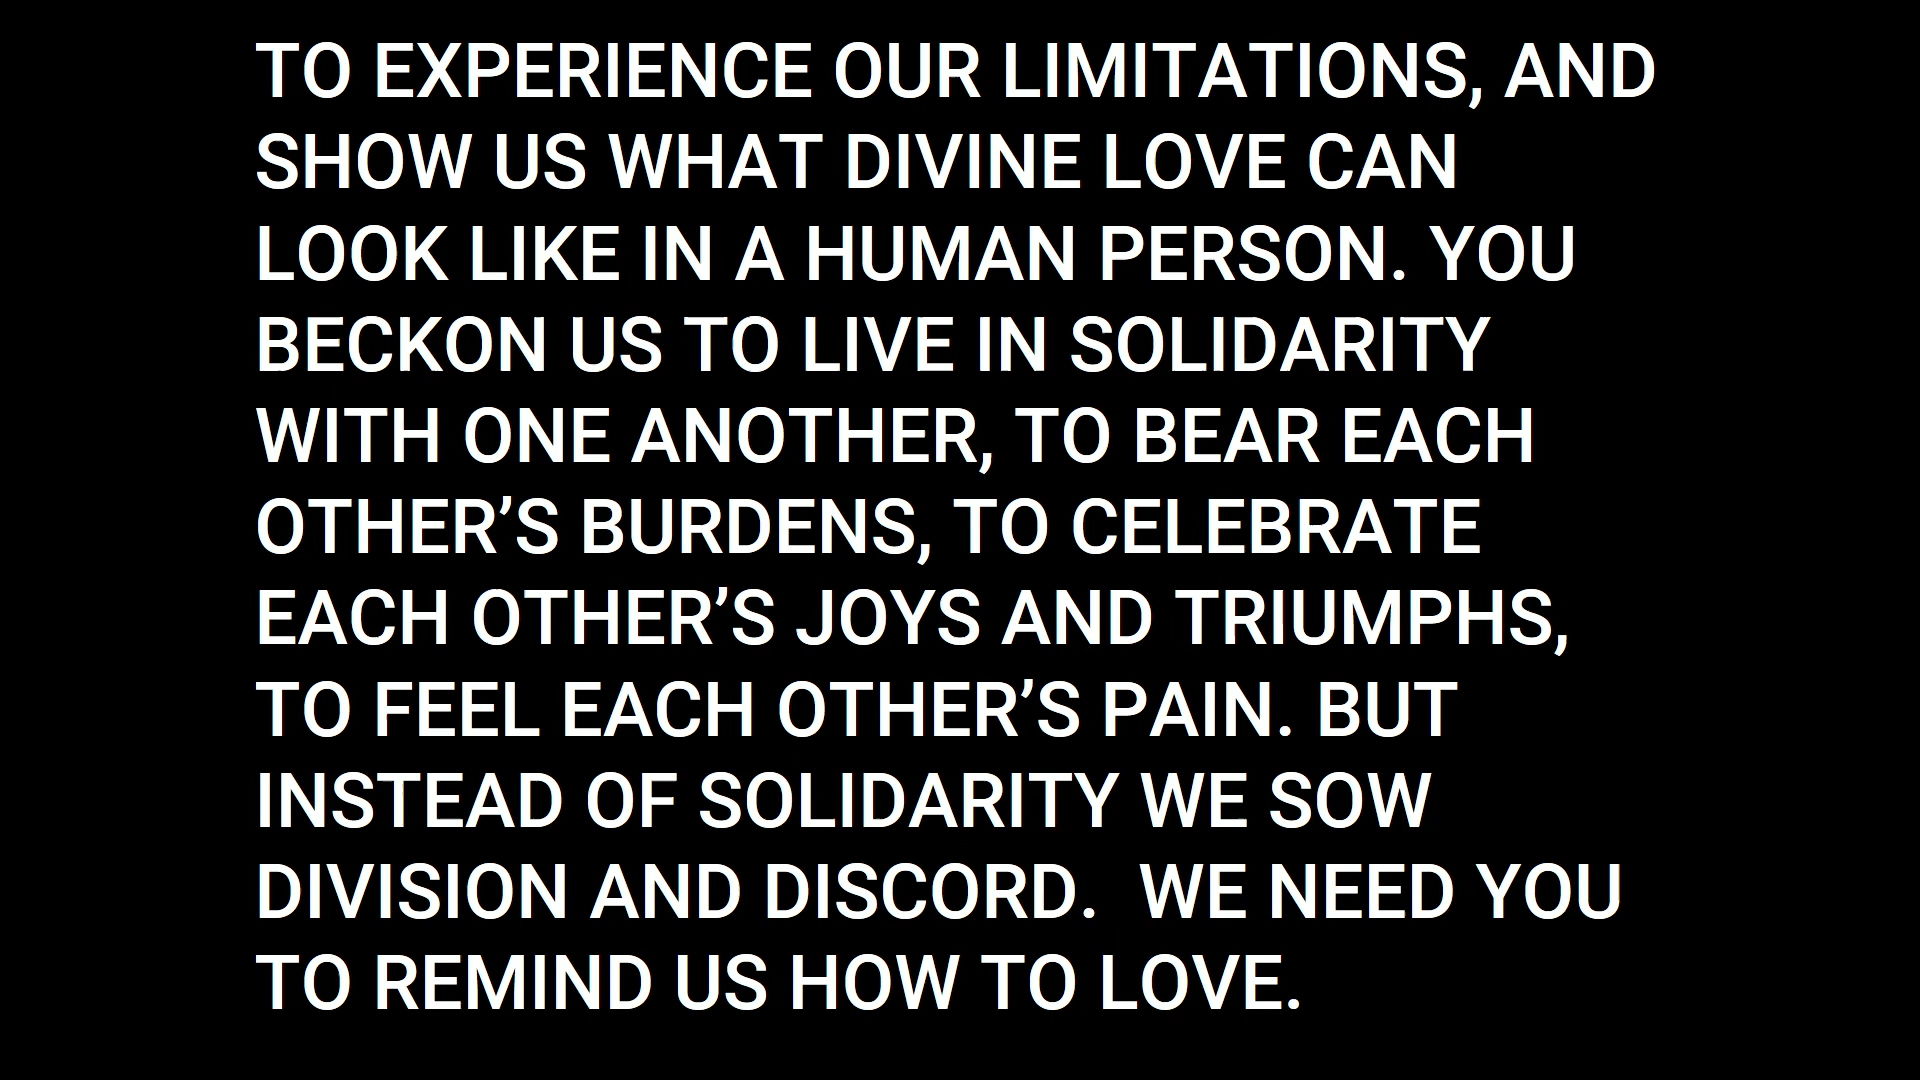 TO EXPERIENCE OUR LIMITATIONS, AND
SHOW US WHAT DIVINE LOVE CAN
LOOK LIKE IN A HUMAN PERSON. YOU
BECKON US TO LIVE IN SOLIDARITY
WITH ONE ANOTHER, TO BEAR EACH
OTHER’S BURDENS, TO CELEBRATE
EACH OTHER’S JOYS AND TRIUMPHS,
TO FEEL EACH OTHER’S PAIN. BUT
INSTEAD OF SOLIDARITY WE SOW
DIVISION AND DISCORD.  WE NEED YOU
TO REMIND US HOW TO LOVE.